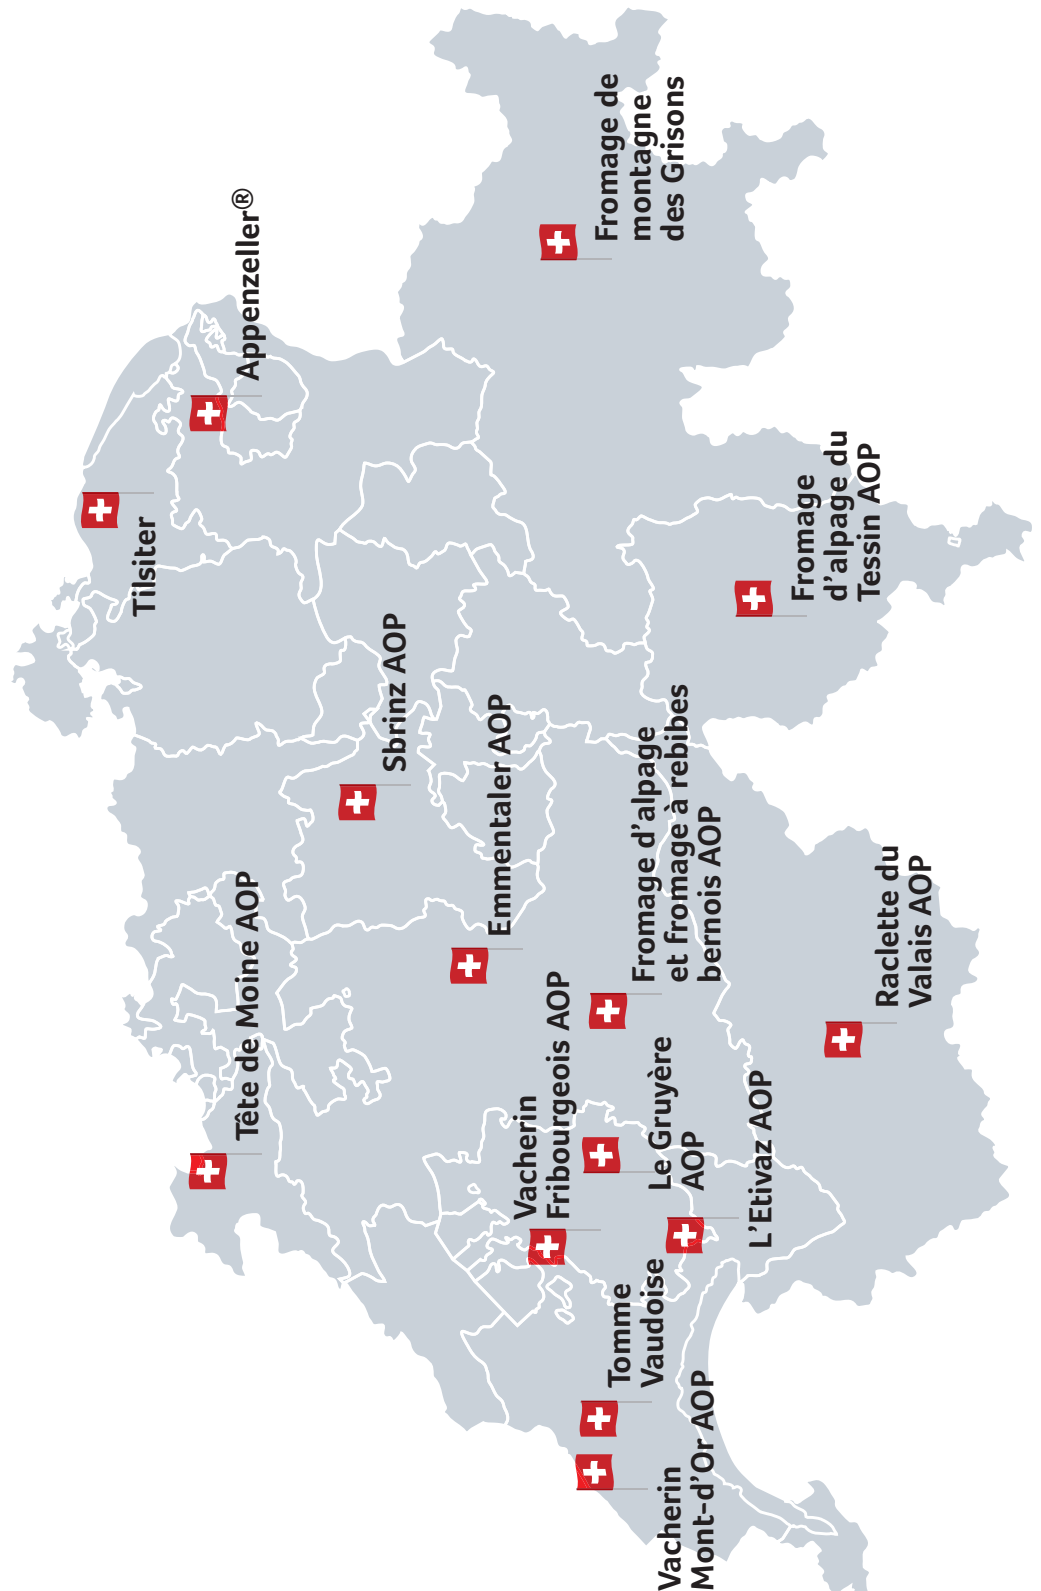 Tilsiter
Appenzeller®
Tête de Moine AOP
Sbrinz AOP
Emmentaler AOP
Fromage de
montagne
des Grisons
Vacherin
Fribourgeois AOP
Fromage d’alpage
et fromage à rebibes
bernois AOP
Le Gruyère
AOP
Tomme
Vaudoise
Vacherin
Mont-d’Or AOP
L’Etivaz AOP
Fromage
d’alpage du
Tessin AOP
Raclette du
Valais AOP